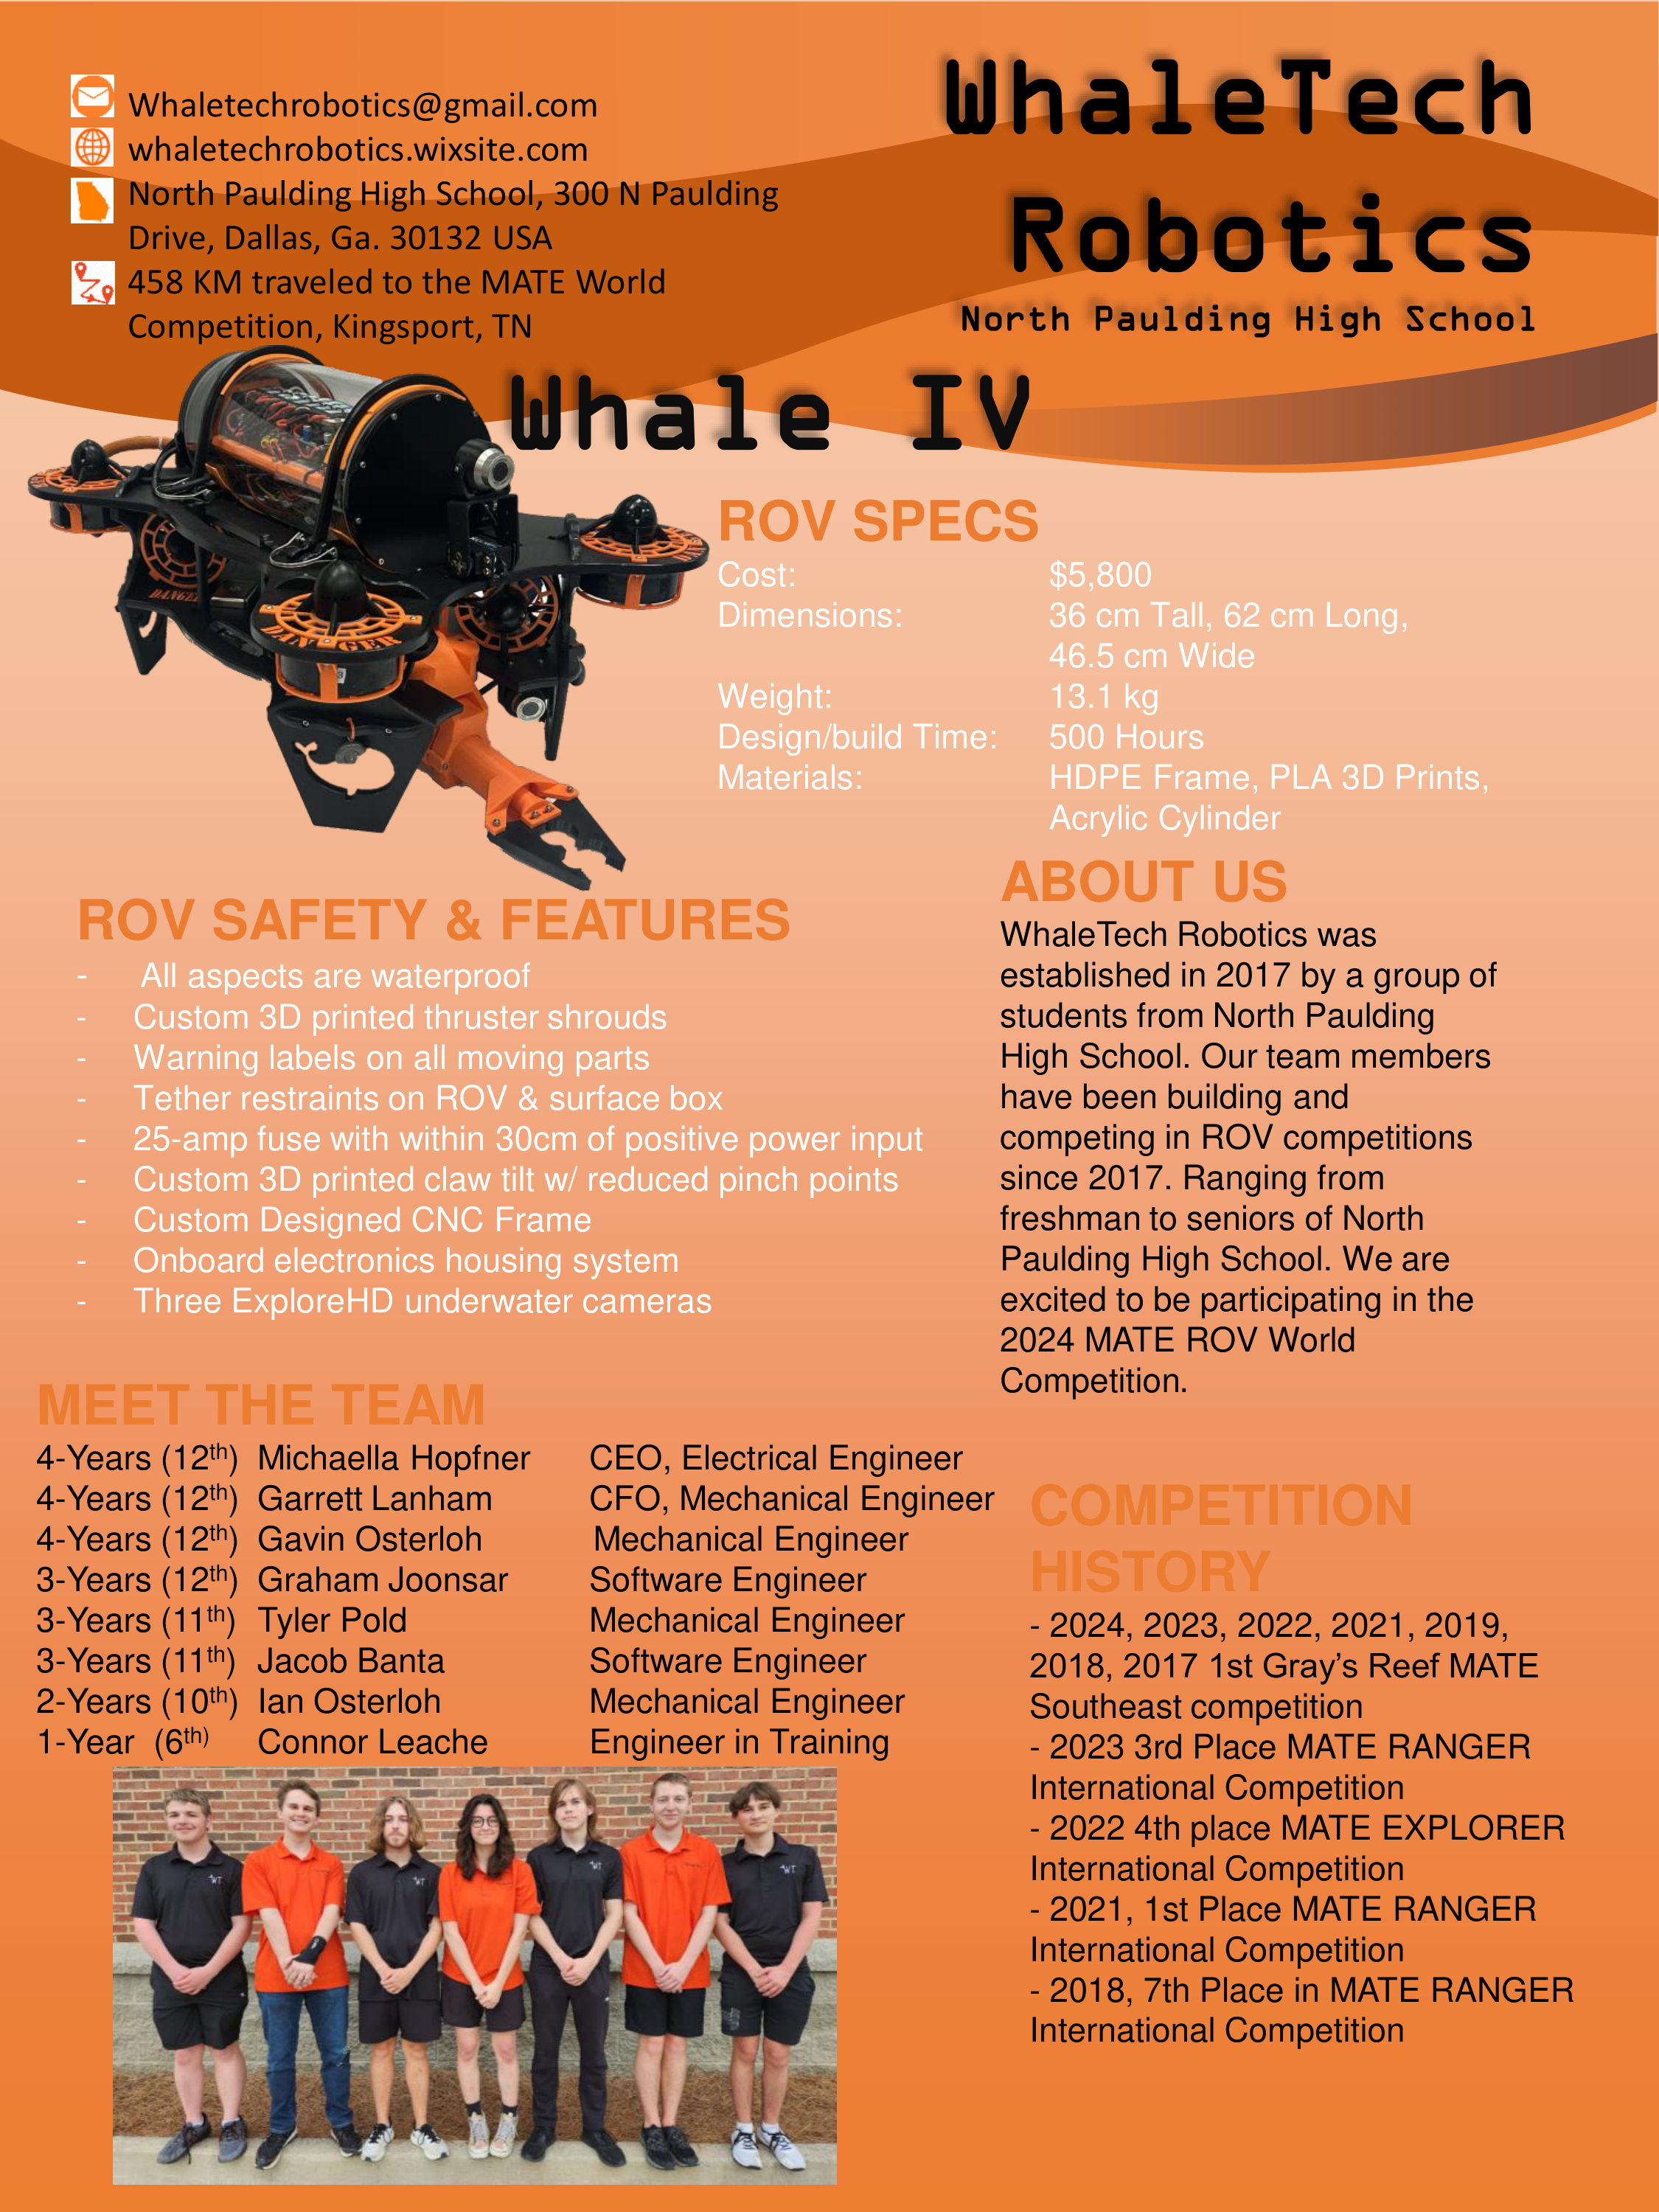 Whaletechrobotics@gmail.com
whaletechrobotics.wixsite.com
North Paulding High School, 300 N Paulding
Drive, Dallas, Ga. 30132 USA
458 KM traveled to the MATE World
Competition, Kingsport, TN
WhaleTech
Robotics
North Paulding High School
Whale IV
DANGER
DANGER
ROV SPECS
Cost: $5,800
Dimensions: 36 cm Tall, 62 cm Long,
46.5 cm Wide
Weight: 13.1 kg
Design/build Time: 500 Hours
Materials: HDPE Frame, PLA 3D Prints,
Acrylic Cylinder
ROV SAFETY & FEATURES
- All aspects are waterproof
- Custom 3D printed thruster shrouds
- Warning labels on all moving parts
- Tether restraints on ROV & surface box
- 25-amp fuse with within 30cm of positive power input
- Custom 3D printed claw tilt w/ reduced pinch points
- Custom Designed CNC Frame
- Onboard electronics housing system
- Three ExploreHD underwater cameras
ABOUT US
WhaleTech Robotics was
established in 2017 by a group of
students from North Paulding
High School. Our team members
have been building and
competing in ROV competitions
since 2017. Ranging from
freshman to seniors of North
Paulding High School. We are
excited to be participating in the
2024 MATE ROV World
Competition.
MEET THE TEAM
4-Years (12th) Michaella Hopfner CEO, Electrical Engineer
4-Years (12th) Garrett Lanham CFO, Mechanical Engineer
4-Years (12th) Gavin Osterloh Mechanical Engineer
3-Years (12th) Graham Joonsar Software Engineer
3-Years (11th) Tyler Pold Mechanical Engineer
3-Years (11th) Jacob Banta Software Engineer
2-Years (10th) Ian Osterloh Mechanical Engineer
1-Year (6th) Connor Leache Engineer in Training
COMPETITION
HISTORY
- 2024, 2023, 2022, 2021, 2019,
2018, 2017 1st Gray’s Reef MATE
Southeast competition
- 2023 3rd Place MATE RANGER
International Competition
- 2022 4th place MATE EXPLORER
International Competition
- 2021, 1st Place MATE RANGER
International Competition
- 2018, 7th Place in MATE RANGER
International Competition
WT
WT
WT
WT